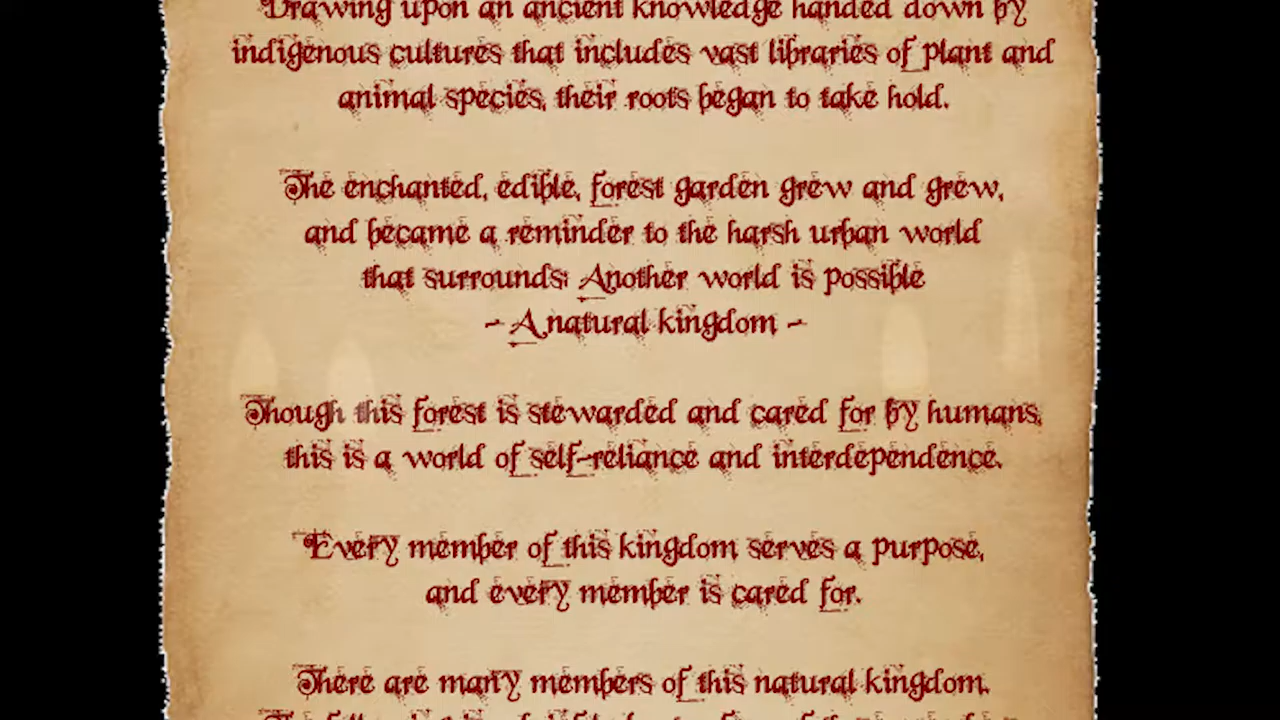 Drawing upon an ancient knowledge handed down by
indigenous cultures that includes vast libraries of plant and
animal species, their roots began to take hold.
The enchanted, edible, forest garden grew and grew,
and became a reminder to the harsh urban world
that surrounds: Another world is possible
- A natural kingdom -
Though this forest is stewarded and cared for by humans,
this is a world of self-reliance and interdependence.
Every member of this kingdom serves a purpose,
and every member is cared for.
There are many members of this natural kingdom.